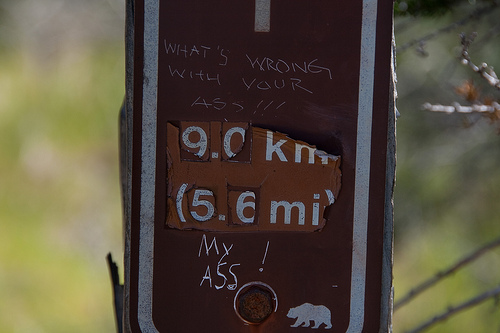 WHAT'S WRONG
WITH YOUR
ASS!!!
9.0 km
(5.6 mi)
MY !
ASS